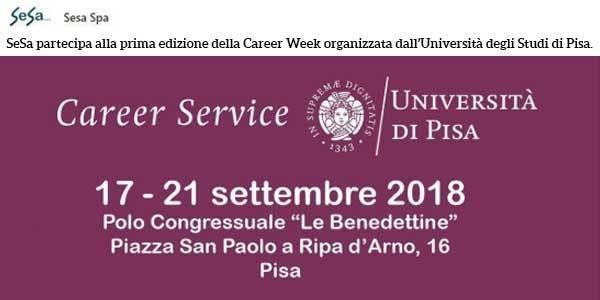 SeSa S.p.A.
Sesa Spa
SeSa partecipa alla prima edizione della Career Week organizzata dall'Università degli Studi di Pisa.
Career Service
IN SUPREMÆ DIGNITATIS
1343
UNIVERSITÀ
DI PISA
17 - 21 settembre 2018
Polo Congressuale “Le Benedettine”
Piazza San Paolo a Ripa d'Arno, 16
Pisa